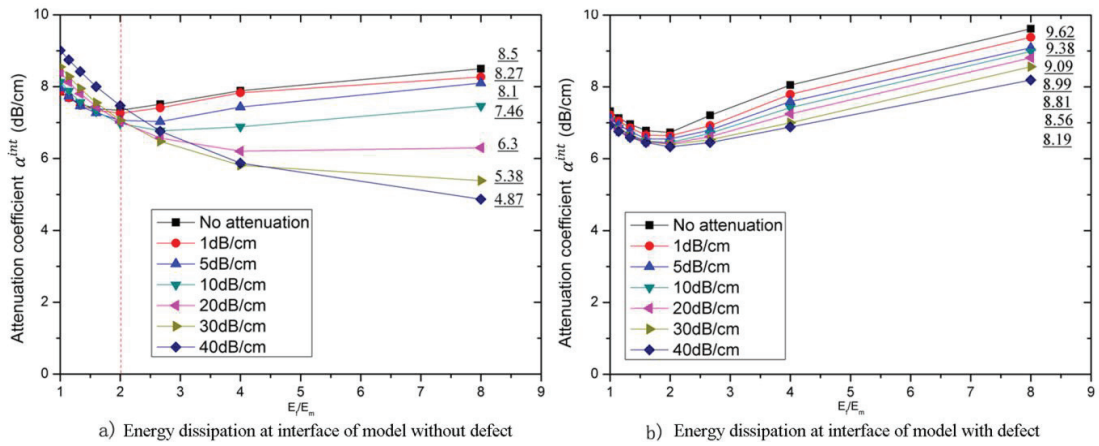 10
8
6
4
2
0
Attenuation coefficient α^int (dB/cm)
8.5
8.27
8.1
7.46
6.3
5.38
4.87
No attenuation
1dB/cm
5dB/cm
10dB/cm
20dB/cm
30dB/cm
40dB/cm
1 2 3 4 5 6 7 8 9
E_f/E_m
a) Energy dissipation at interface of model without defect
10
8
6
4
2
0
Attenuation coefficient α^int (dB/cm)
9.62
9.38
9.09
8.99
8.81
8.56
8.19
No attenuation
1dB/cm
5dB/cm
10dB/cm
20dB/cm
30dB/cm
40dB/cm
1 2 3 4 5 6 7 8 9
E_f/E_m
b) Energy dissipation at interface of model with defect